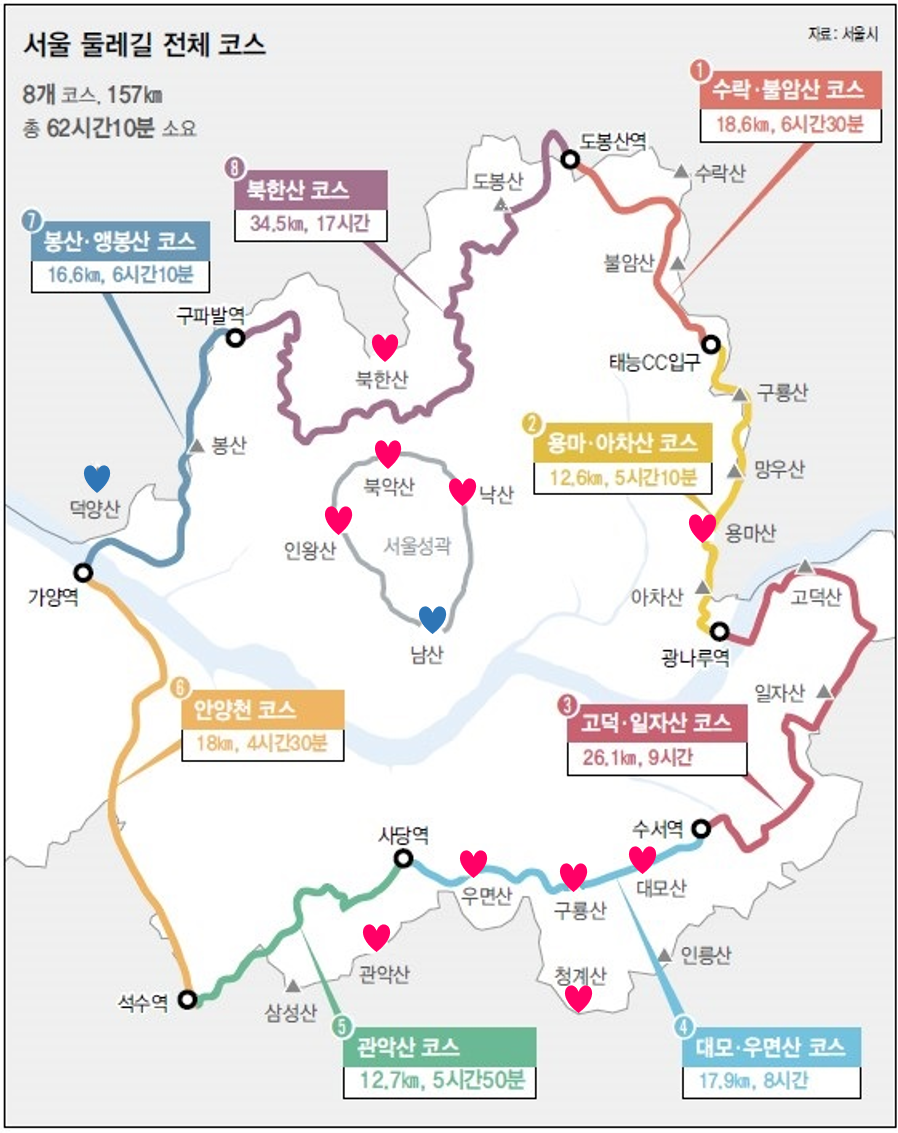 서울 둘레길 전체 코스
자료: 서울시
8개 코스, 157km
총 62시간10분 소요
1
수락·불암산 코스
18.6km, 6시간30분
도봉산역
수락산
8
북한산 코스
34.5km, 17시간
도봉산
7
봉산·앵봉산 코스
16.6km, 6시간10분
불암산
구파발역
태능CC입구
북한산
구룡산
2
용마·아차산 코스
12.6km, 5시간10분
봉산
망우산
북악산
낙산
덕양산
인왕산
서울성곽
용마산
가양역
아차산
고덕산
남산
광나루역
일자산
6
안양천 코스
18km, 4시간30분
3
고덕·일자산 코스
26.1km, 9시간
사당역
수서역
우면산
구룡산
대모산
관악산
청계산
인릉산
석수역
삼성산
5
관악산 코스
12.7km, 5시간50분
4
대모·우면산 코스
17.9km, 8시간